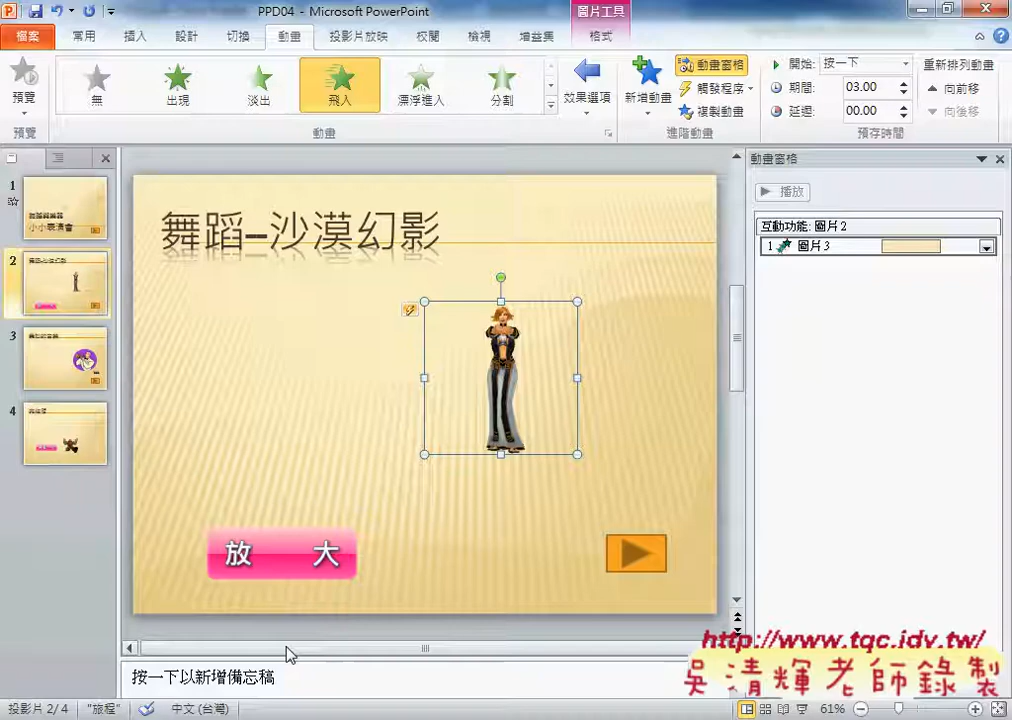 PPD04 - Microsoft PowerPoint
圖片工具
檔案
常用
插入
設計
切換
動畫
投影片放映
校閱
檢視
增益集
格式
預覽
無
出現
淡出
飛入
漂浮進入
分割
效果選項
新增動畫
動畫窗格
觸發程序
複製動畫
開始: 按一下
期間: 03.00
延遲: 00.00
重新排列動畫
向前移
向後移
預覽
動畫
進階動畫
預存時間
1
2
3
4
舞蹈--沙漠幻影
放 大
動畫窗格
播放
互動功能: 圖片2
1 圖片3
按一下以新增備忘稿
http://www.tqc.idv.tw/
吳清輝老師錄製
投影片 2/4
"旅程"
中文(台灣)
61%